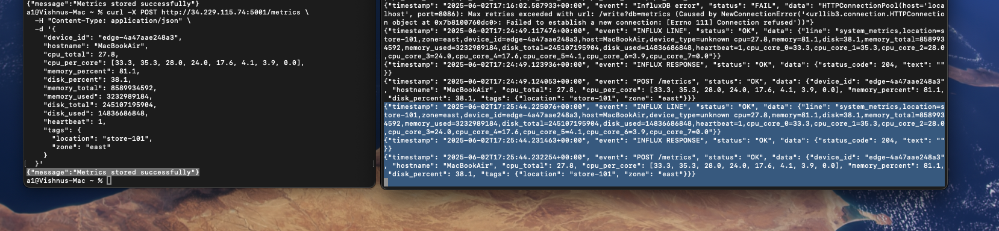 {"message":"Metrics stored successfully"}
a1@Vishnus-Mac ~ % curl -X POST http://34.229.115.74:5001/metrics \
  -H "Content-Type: application/json" \
  -d '{
    "device_id": "edge-4a47aae248a3",
    "hostname": "MacBookAir",
    "cpu_total": 27.8,
    "cpu_per_core": [33.3, 35.3, 28.0, 24.0, 17.6, 4.1, 3.9, 0.0],
    "memory_percent": 81.1,
    "disk_percent": 38.1,
    "memory_total": 8589934592,
    "memory_used": 3232989184,
    "disk_total": 245107195904,
    "disk_used": 14836686848,
    "heartbeat": 1,
    "tags": {
      "location": "store-101",
      "zone": "east"
    }
[  }' ]
{"message":"Metrics stored successfully"}
a1@Vishnus-Mac ~ %
{"timestamp": "2025-06-02T17:16:02.587933+00:00", "event": "InfluxDB error", "status": "FAIL", "data": "HTTPConnectionPool(host='loca
lhost', port=8086): Max retries exceeded with url: /write?db=metrics (Caused by NewConnectionError('<urllib3.connection.HTTPConnectio
n object at 0x7b8100760dc0>: Failed to establish a new connection: [Errno 111] Connection refused'))"}
{"timestamp": "2025-06-02T17:24:49.117476+00:00", "event": "INFLUX LINE", "status": "OK", "data": {"line": "system_metrics,location=s
tore-101,zone=east,device_id=edge-4a47aae248a3,host=MacBookAir,device_type=unknown cpu=27.8,memory=81.1,disk=38.1,memory_total=858993
4592,memory_used=3232989184,disk_total=245107195904,disk_used=14836686848,heartbeat=1,cpu_core_0=33.3,cpu_core_1=35.3,cpu_core_2=28.0
,cpu_core_3=24.0,cpu_core_4=17.6,cpu_core_5=4.1,cpu_core_6=3.9,cpu_core_7=0.0"}}
{"timestamp": "2025-06-02T17:24:49.123936+00:00", "event": "INFLUX RESPONSE", "status": "OK", "data": {"status_code": 204, "text": ""
}}
{"timestamp": "2025-06-02T17:24:49.124053+00:00", "event": "POST /metrics", "status": "OK", "data": {"device_id": "edge-4a47aae248a3"
, "hostname": "MacBookAir", "cpu_total": 27.8, "cpu_per_core": [33.3, 35.3, 28.0, 24.0, 17.6, 4.1, 3.9, 0.0], "memory_percent": 81.1,
 "disk_percent": 38.1, "tags": {"location": "store-101", "zone": "east"}}}
{"timestamp": "2025-06-02T17:25:44.225076+00:00", "event": "INFLUX LINE", "status": "OK", "data": {"line": "system_metrics,location=s
tore-101,zone=east,device_id=edge-4a47aae248a3,host=MacBookAir,device_type=unknown cpu=27.8,memory=81.1,disk=38.1,memory_total=858993
4592,memory_used=3232989184,disk_total=245107195904,disk_used=14836686848,heartbeat=1,cpu_core_0=33.3,cpu_core_1=35.3,cpu_core_2=28.0
,cpu_core_3=24.0,cpu_core_4=17.6,cpu_core_5=4.1,cpu_core_6=3.9,cpu_core_7=0.0"}}
{"timestamp": "2025-06-02T17:25:44.231463+00:00", "event": "INFLUX RESPONSE", "status": "OK", "data": {"status_code": 204, "text": ""
}}
{"timestamp": "2025-06-02T17:25:44.232254+00:00", "event": "POST /metrics", "status": "OK", "data": {"device_id": "edge-4a47aae248a3"
, "hostname": "MacBookAir", "cpu_total": 27.8, "cpu_per_core": [33.3, 35.3, 28.0, 24.0, 17.6, 4.1, 3.9, 0.0], "memory_percent": 81.1,
 "disk_percent": 38.1, "tags": {"location": "store-101", "zone": "east"}}}